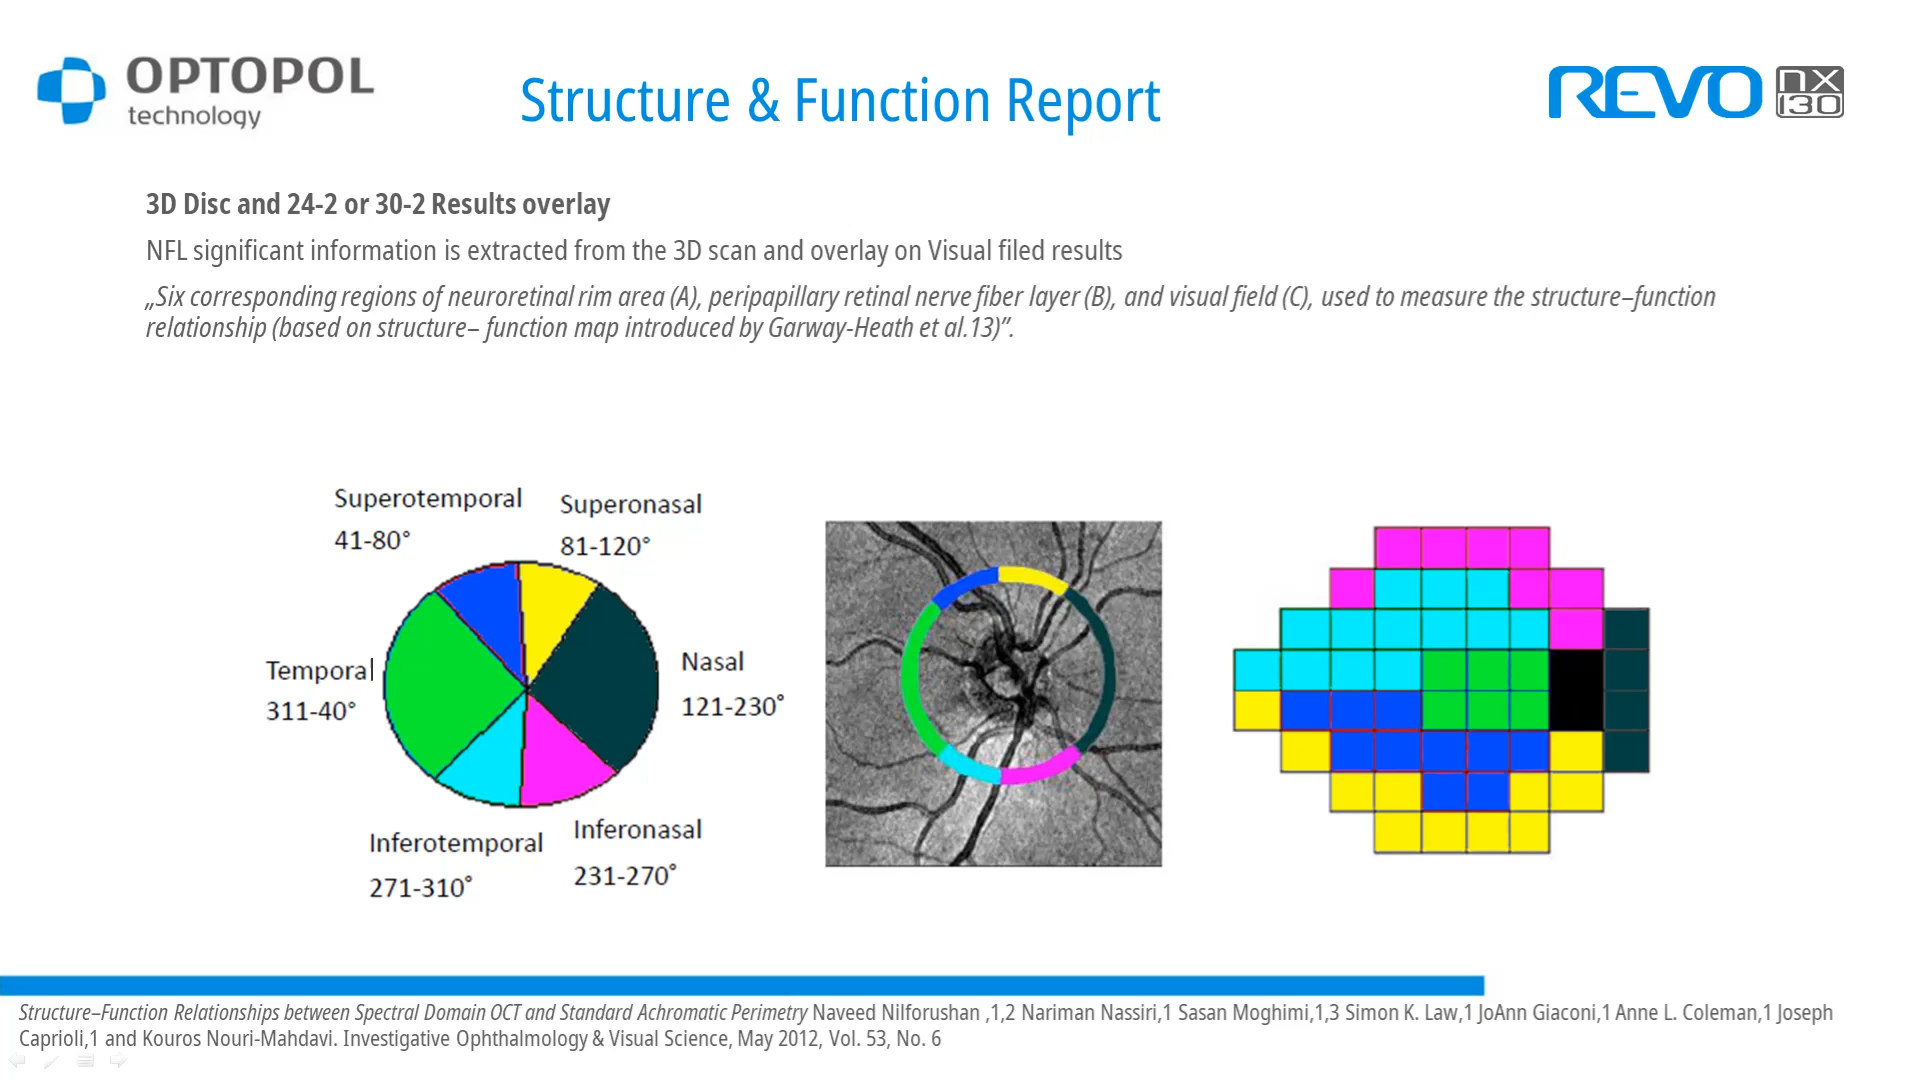 OPTOPOL
technology
Structure & Function Report
REVO NX
130
3D Disc and 24-2 or 30-2 Results overlay
NFL significant information is extracted from the 3D scan and overlay on Visual filed results
„Six corresponding regions of neuroretinal rim area (A), peripapillary retinal nerve fiber layer (B), and visual field (C), used to measure the structure–function
relationship (based on structure– function map introduced by Garway-Heath et al.13)”.
Superotemporal
41-80°
Superonasal
81-120°
Temporal
311-40°
Nasal
121-230°
Inferotemporal
271-310°
Inferonasal
231-270°
Structure–Function Relationships between Spectral Domain OCT and Standard Achromatic Perimetry Naveed Nilforushan ,1,2 Nariman Nassiri,1 Sasan Moghimi,1,3 Simon K. Law,1 JoAnn Giaconi,1 Anne L. Coleman,1 Joseph
Caprioli,1 and Kouros Nouri-Mahdavi. Investigative Ophthalmology & Visual Science, May 2012, Vol. 53, No. 6